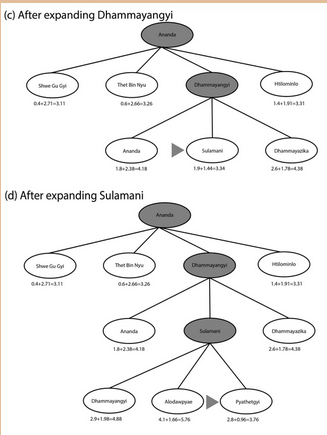 (c) After expanding Dhammayangyi
Ananda
Shwe Gu Gyi Thet Bin Nyu Dhammayangyi Htilominlo
0.4+2.71=3.11 0.6+2.66=3.26 1.4+1.91=3.31
Ananda Sulamani Dhammayazika
1.8+2.38=4.18 1.9+1.44=3.34 2.6+1.78=4.38
(d) After expanding Sulamani
Ananda
Shwe Gu Gyi Thet Bin Nyu Dhammayangyi Htilominlo
0.4+2.71=3.11 0.6+2.66=3.26 1.4+1.91=3.31
Ananda Sulamani Dhammayazika
1.8+2.38=4.18 2.6+1.78=4.38
Dhammayangyi Alodawpyae Pyathetgyi
2.9+1.98=4.88 4.1+1.66=5.76 2.8+0.96=3.76